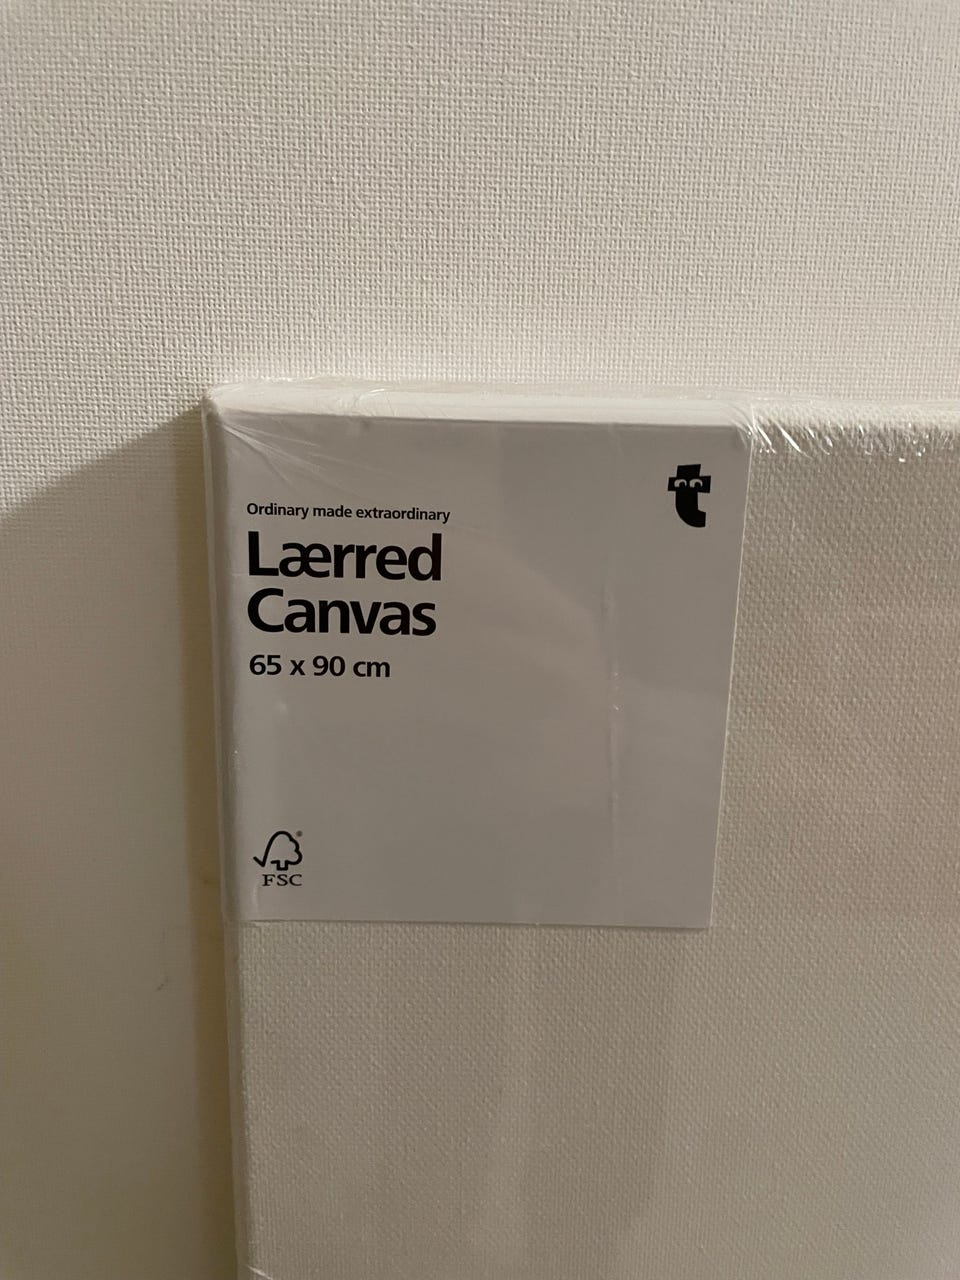 Ordinary made extraordinary
Lærred
Canvas
65 x 90 cm
t
®
FSC